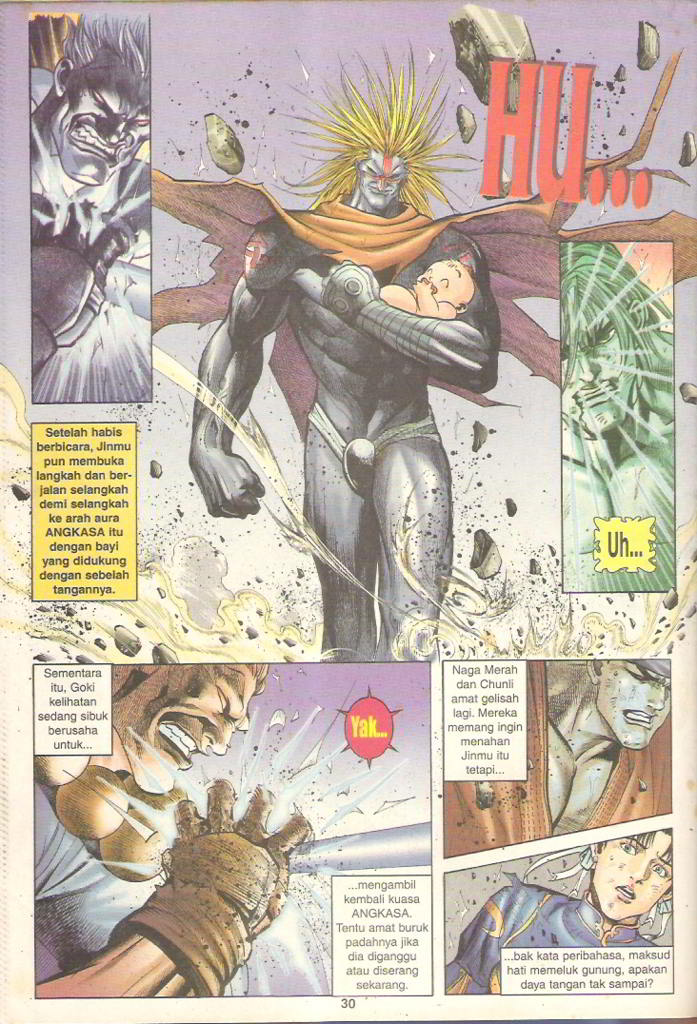 HU...
Setelah habis
berbicara, Jinmu
pun membuka
langkah dan ber-
jalan selangkah
demi selangkah
ke arah aura
ANGKASA itu
dengan bayi
yang didukung
dengan sebelah
tangannya.
Uh...
Sementara
itu, Goki
kelihatan
sedang sibuk
berusaha
untuk...
Yak...
...mengambil
kembali kuasa
ANGKASA.
Tentu amat buruk
padahnya jika
dia diganggu
atau diserang
sekarang.
Naga Merah
dan Chunli
amat gelisah
lagi. Mereka
memang ingin
menahan
Jinmu itu
tetapi...
...bak kata peribahasa, maksud
hati memeluk gunung, apakan
daya tangan tak sampai?
30